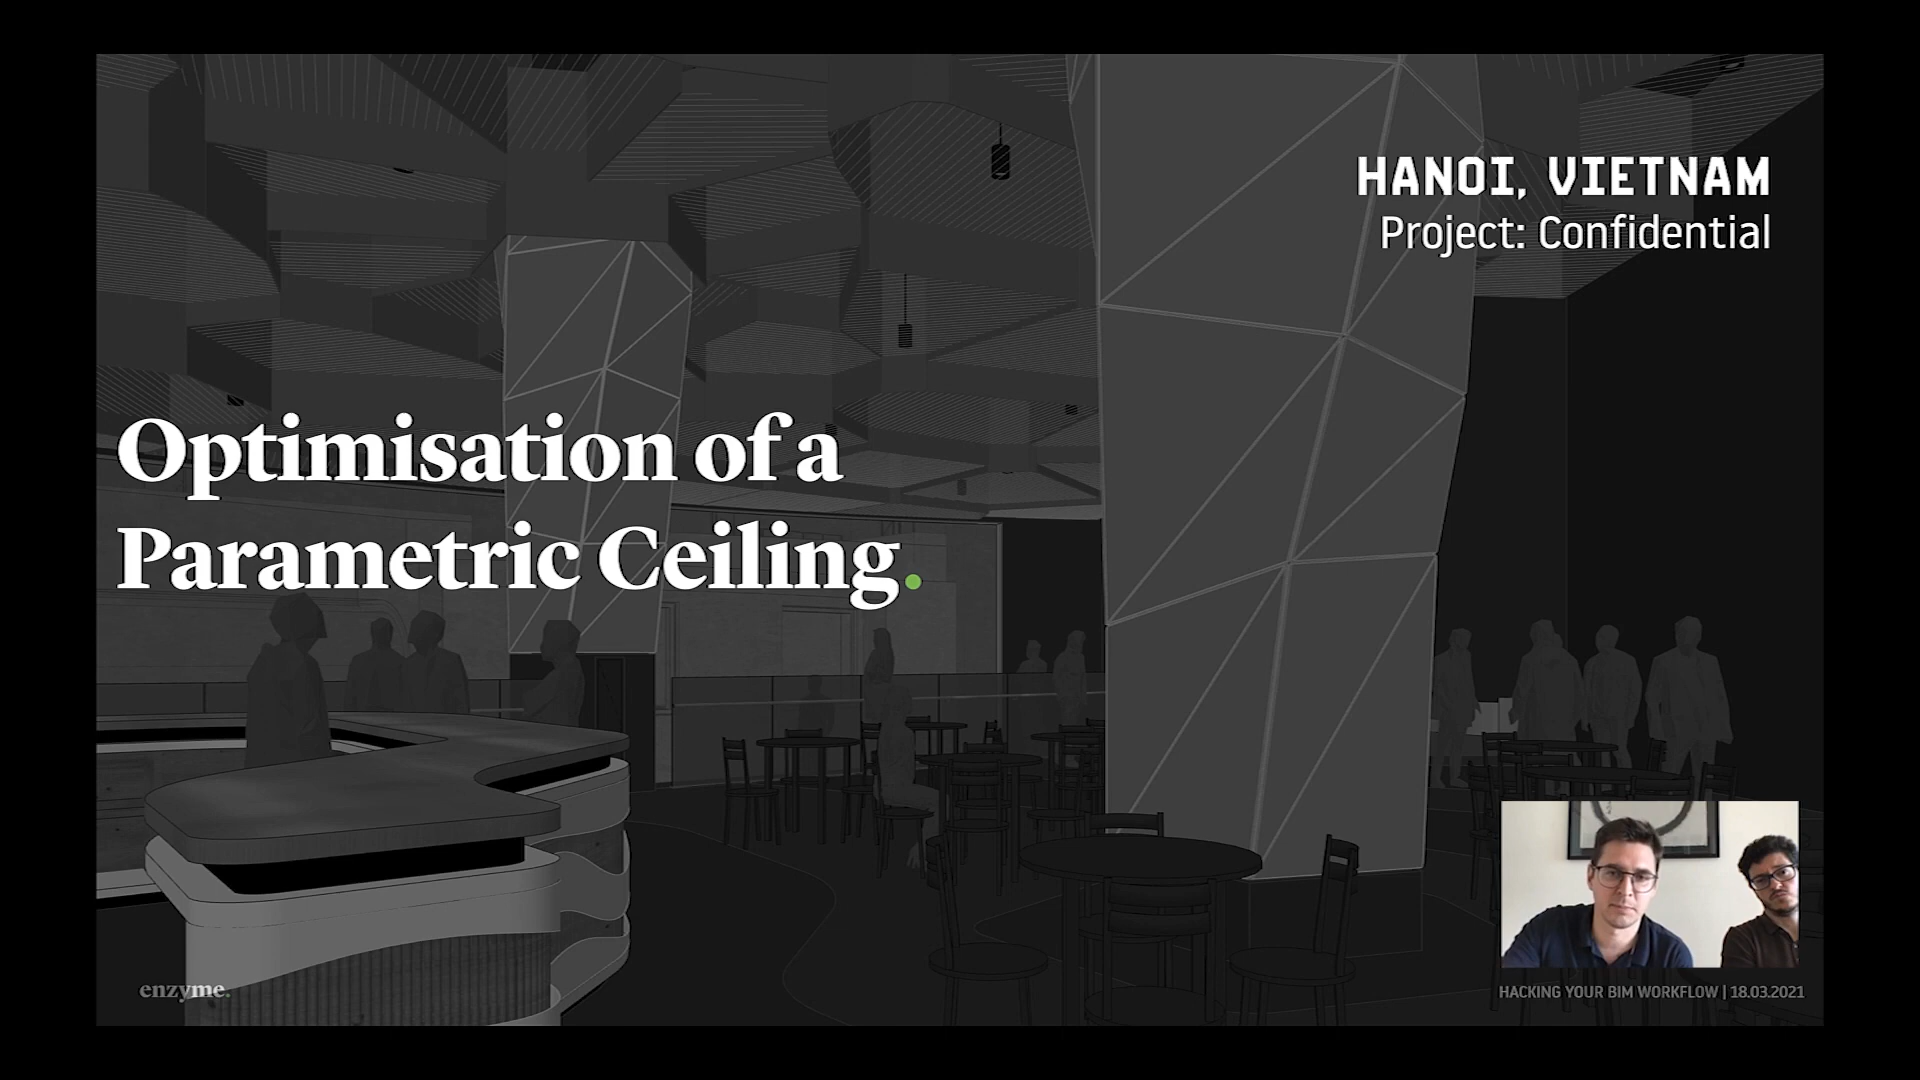 HANOI, VIETNAM
Project: Confidential
Optimisation of a
Parametric Ceiling.
enzyme.
HACKING YOUR BIM WORKFLOW | 18.03.2021